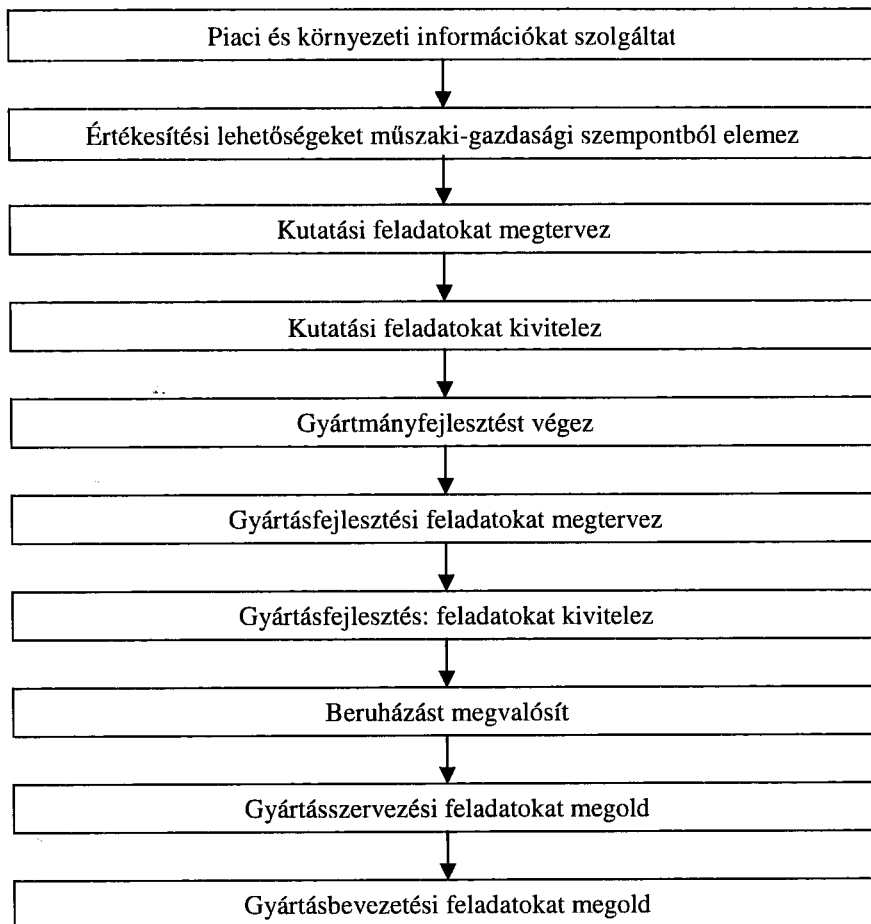 Piaci és környezeti információkat szolgáltat
Értékesítési lehetőségeket műszaki-gazdasági szempontból elemez
Kutatási feladatokat megtervez
Kutatási feladatokat kivitelez
Gyártmányfejlesztést végez
Gyártásfejlesztési feladatokat megtervez
Gyártásfejlesztés: feladatokat kivitelez
Beruházást megvalósít
Gyártásszervezési feladatokat megold
Gyártásbevezetési feladatokat megold